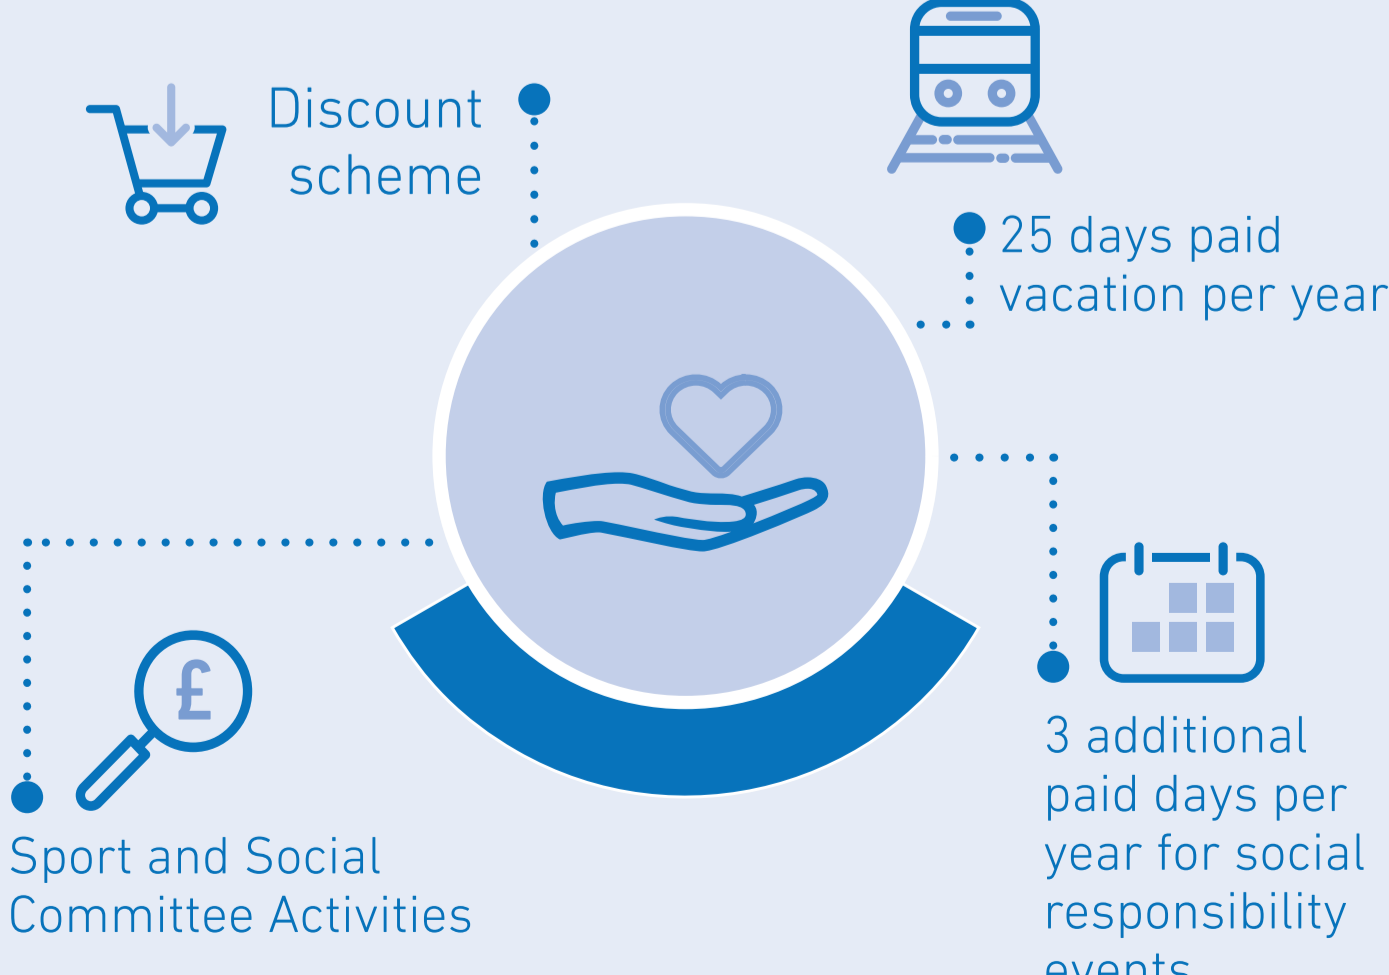 Discount
scheme
25 days paid
vacation per year
£
Sport and Social
Committee Activities
3 additional
paid days per
year for social
responsibility
events